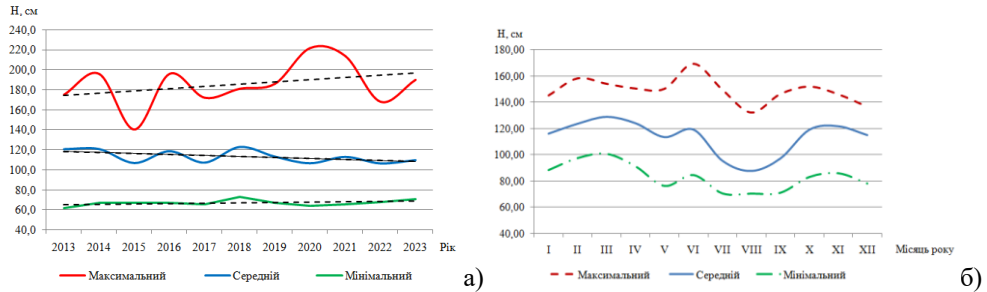 Н, см
240,0
220,0
200,0
180,0
160,0
140,0
120,0
100,0
80,0
60,0
40,0
2013 2014 2015 2016 2017 2018 2019 2020 2021 2022 2023 Рік
Максимальний Середній Мінімальний
а)
Н, см
180,00
160,00
140,00
120,00
100,00
80,00
60,00
40,00
I II III IV V VI VII VIII IX X XI XII Місяць року
Максимальний Середній Мінімальний
б)